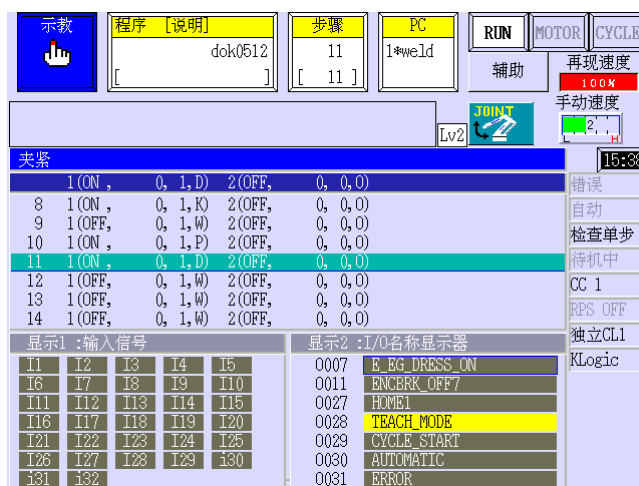 示教
程序 [说明]
dok0512
[ ]
步骤
11
[ 11 ]
PC
1*weld
RUN MOTOR CYCLE
辅助
再现速度
100%
手动速度
2
L H
Lv2
JOINT
夹紧
15:38
1(ON , 0, 1,D) 2(OFF, 0, 0,O)
8 1(ON , 0, 1,K) 2(OFF, 0, 0,O)
9 1(OFF, 0, 1,W) 2(OFF, 0, 0,O)
10 1(ON , 0, 1,P) 2(OFF, 0, 0,O)
11 1(ON , 0, 1,D) 2(OFF, 0, 0,O)
12 1(OFF, 0, 1,W) 2(OFF, 0, 0,O)
13 1(OFF, 0, 1,W) 2(OFF, 0, 0,O)
14 1(OFF, 0, 1,W) 2(OFF, 0, 0,O)
错误
自动
检查单步
待机中
CC 1
RPS OFF
独立CL1
KLogic
显示1 :输入信号
I1 I2 I3 I4 I5
I6 I7 I8 I9 I10
I11 I12 I13 I14 I15
I16 I17 I18 I19 I20
I21 I22 I23 I24 I25
I26 I27 I28 I29 i30
i31 i32
显示2 :I/O名称显示器
0007 E_EG_DRESS_ON
0011 ENCBRK_OFF7
0027 HOME1
0028 TEACH_MODE
0029 CYCLE_START
0030 AUTOMATIC
0031 ERROR